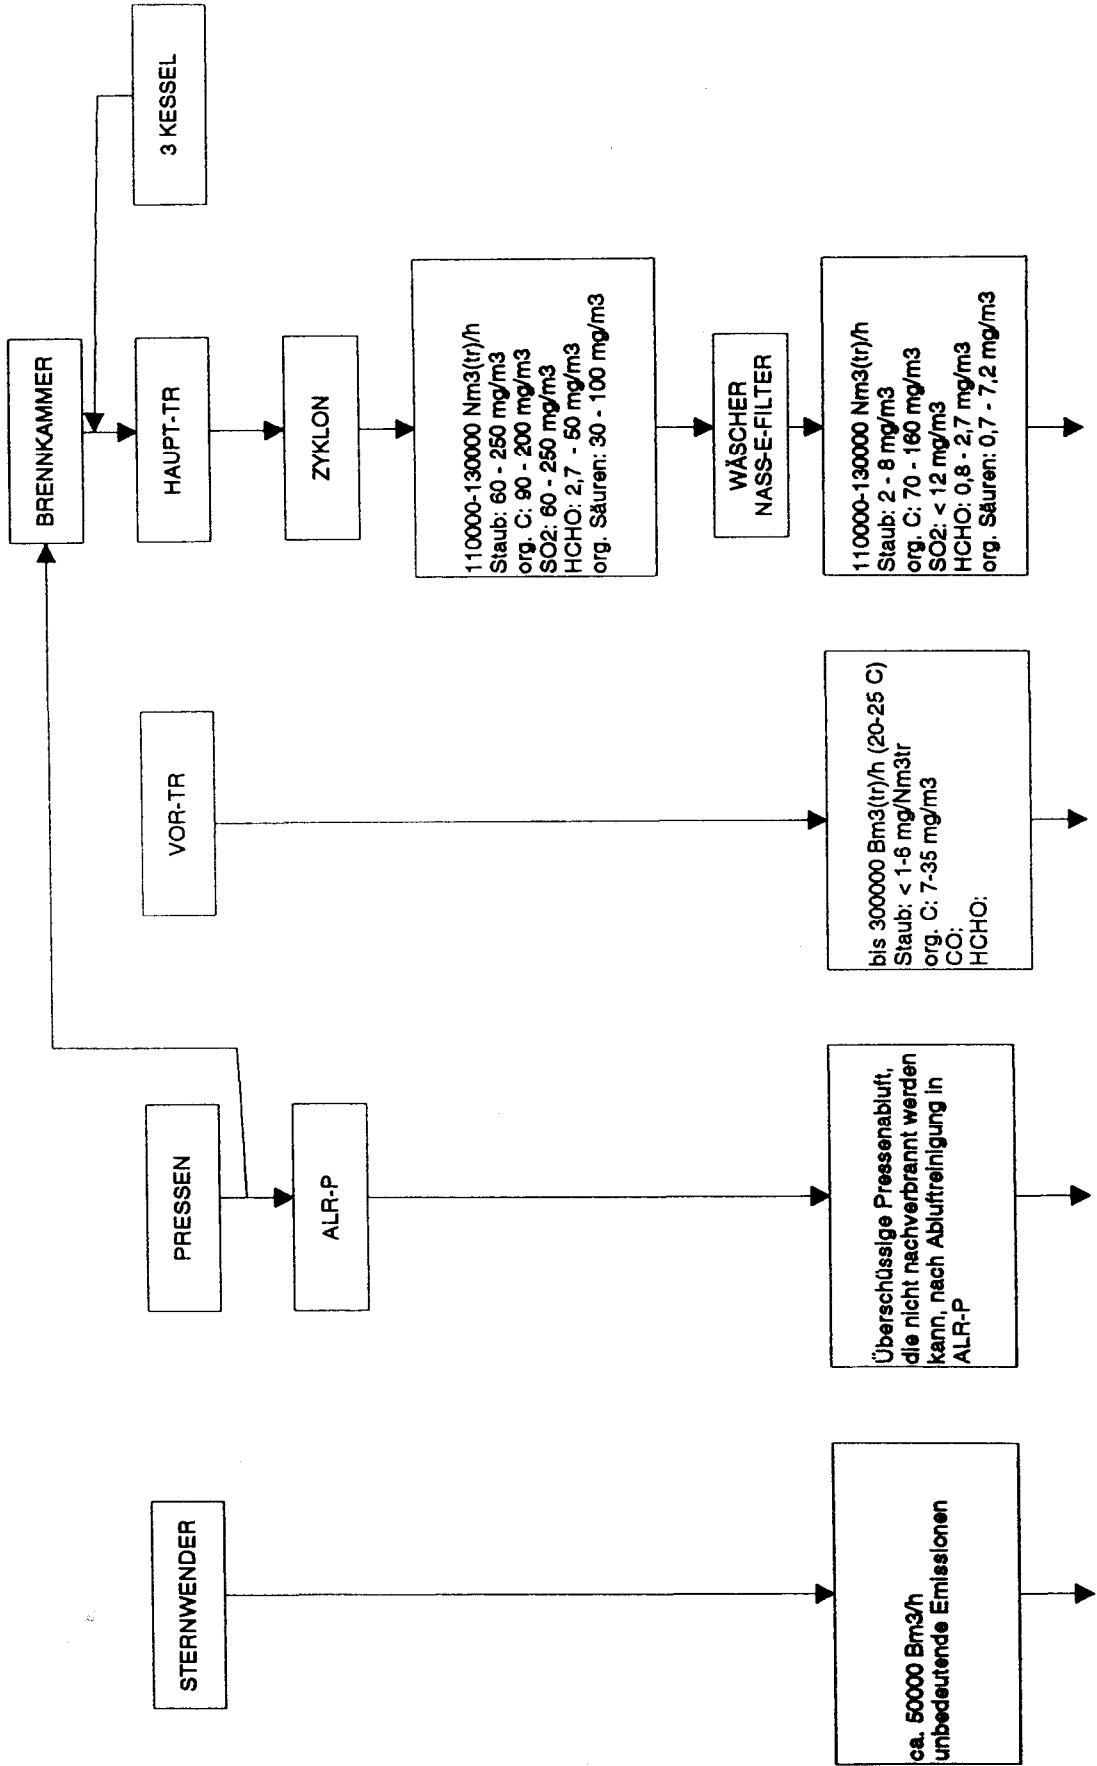 STERNWENDER
ca. 50000 Bm3/h
unbedeutende Emissionen
PRESSEN
ALR-P
Überschüssige Pressenabluft,
die nicht nachverbrannt werden
kann, nach Abluftreinigung in
ALR-P
VOR-TR
bis 300000 Bm3(tr)/h (20-25 C)
Staub: < 1-6 mg/Nm3tr
org. C: 7-35 mg/m3
CO:
HCHO:
BRENNKAMMER
HAUPT-TR
ZYKLON
110000-130000 Nm3(tr)/h
Staub: 60 - 250 mg/m3
org. C: 90 - 200 mg/m3
SO2: 60 - 250 mg/m3
HCHO: 2,7 - 50 mg/m3
org. Säuren: 30 - 100 mg/m3
WÄSCHER
NASS-E-FILTER
110000-130000 Nm3(tr)/h
Staub: 2 - 8 mg/m3
org. C: 70 - 160 mg/m3
SO2: < 12 mg/m3
HCHO: 0,8 - 2,7 mg/m3
org. Säuren: 0,7 - 7,2 mg/m3
3 KESSEL